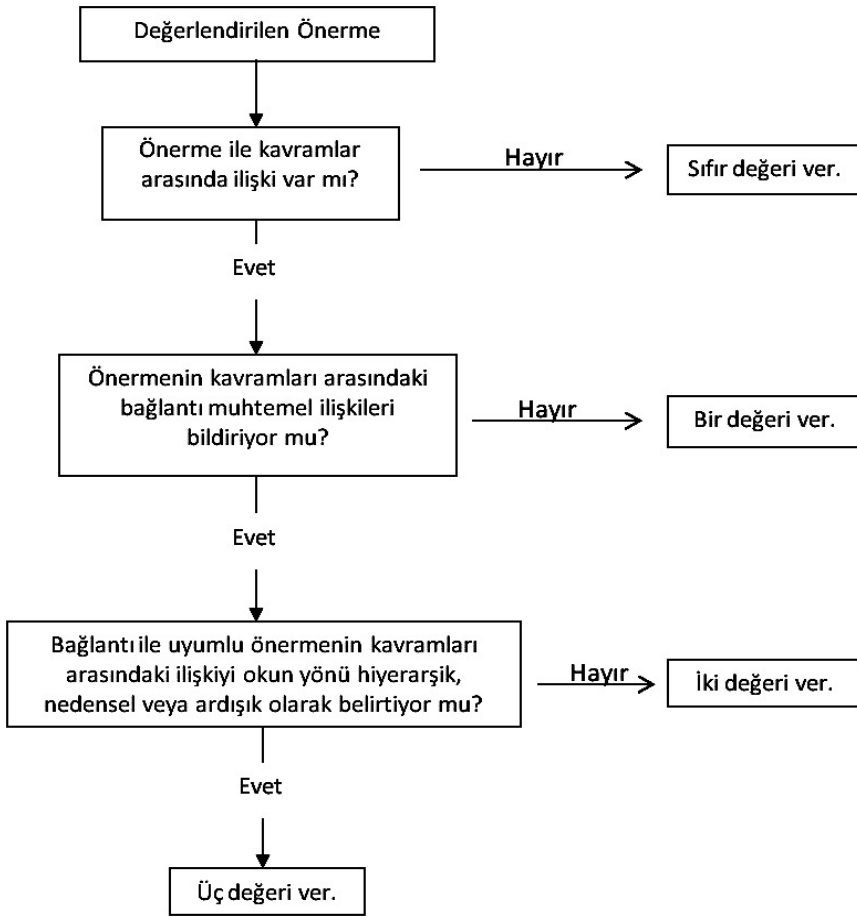 Değerlendirilen Önerme
Önerme ile kavramlar
arasında ilişki var mı?
Hayır
Sıfır değeri ver.
Evet
Önermenin kavramları arasındaki
bağlantı muhtemel ilişkileri
bildiriyor mu?
Hayır
Bir değeri ver.
Evet
Bağlantı ile uyumlu önermenin kavramları
arasındaki ilişkiyi okun yönü hiyerarşik,
nedensel veya ardışık olarak belirtiyor mu?
Hayır
İki değeri ver.
Evet
Üç değeri ver.